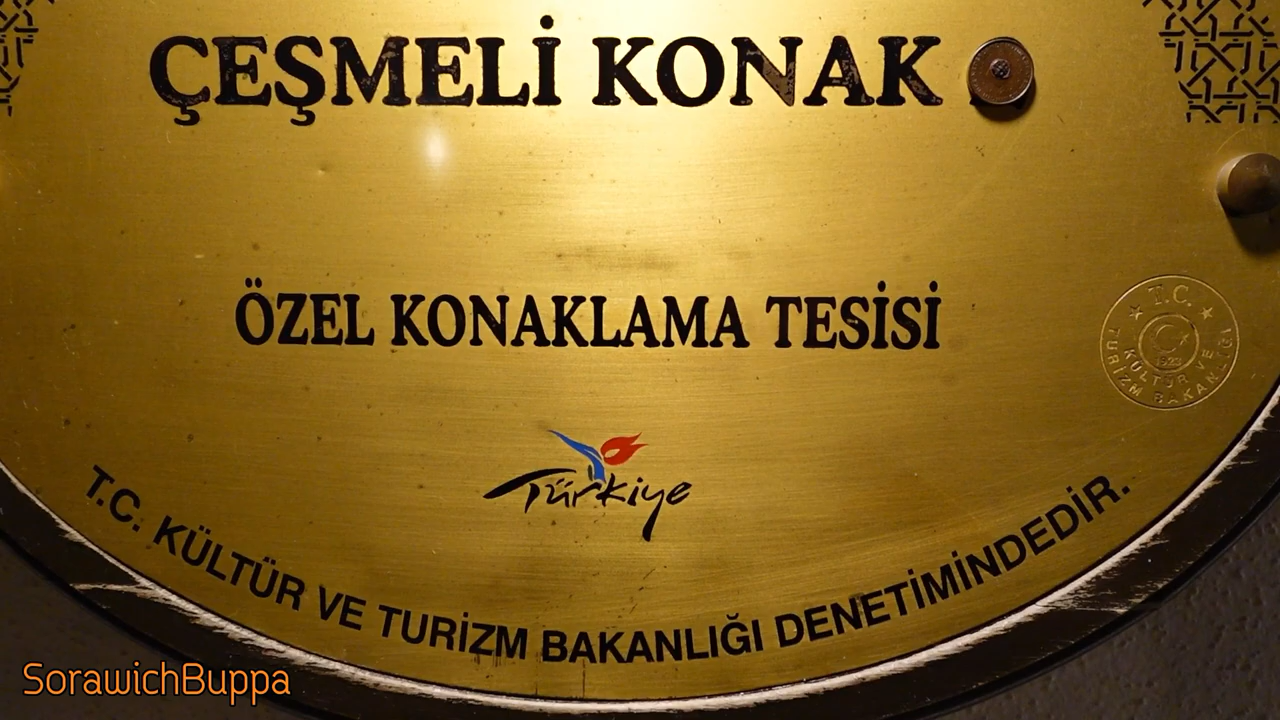 ÇEŞMELİ KONAK
ÖZEL KONAKLAMA TESİSİ
T.C.
KÜLTÜR VE
TURİZM BAKANLIĞI
1923
Türkiye
T.C. KÜLTÜR VE TURİZM BAKANLIĞI DENETİMİNDEDİR.
SorawichBuppa